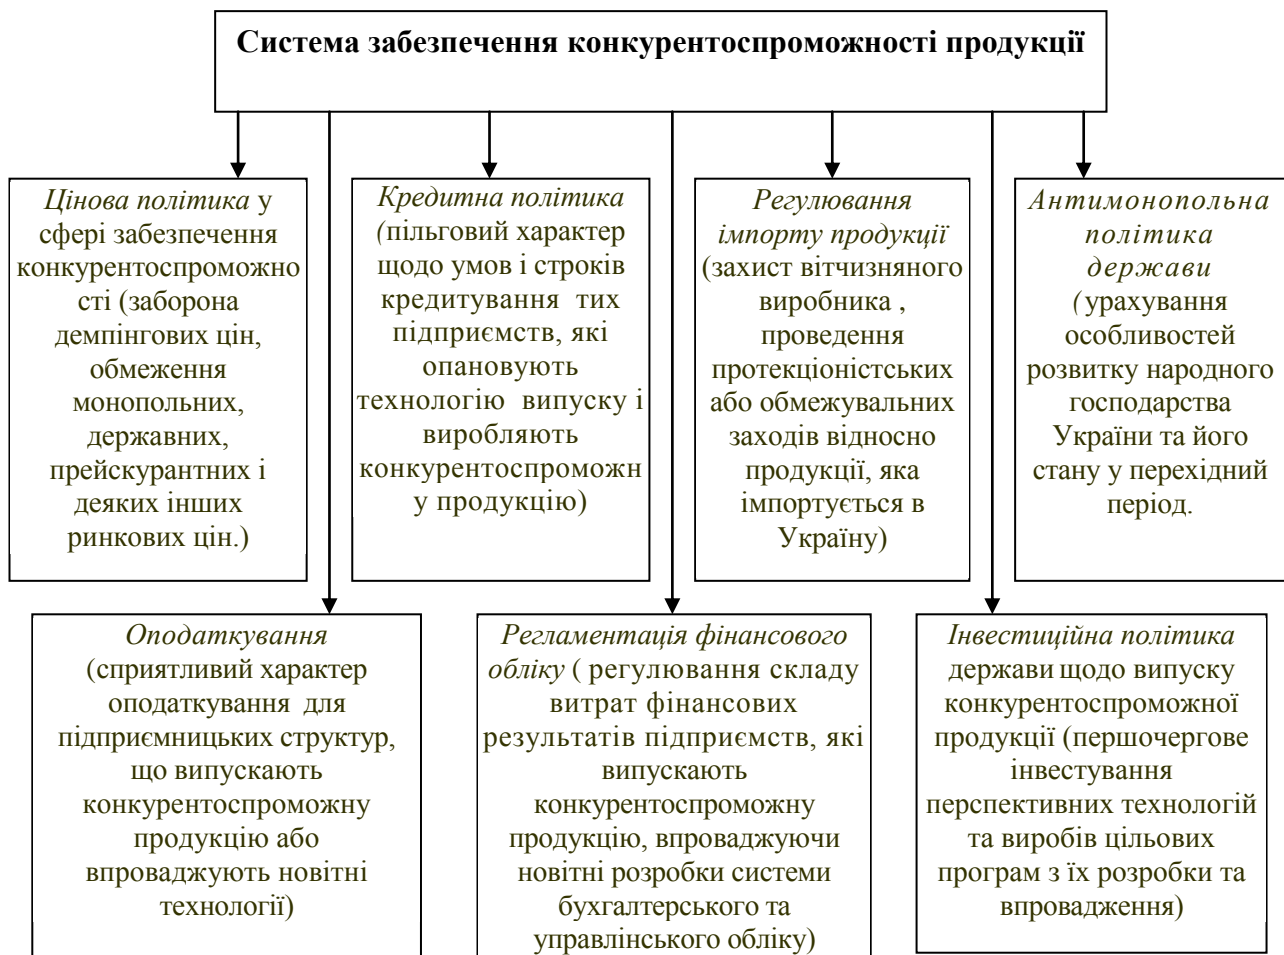 Система забезпечення конкурентоспроможності продукції
Цінова політика у
сфері забезпечення
конкурентоспроможно
сті (заборона
демпінгових цін,
обмеження
монопольних,
державних,
прейскурантних і
деяких інших
ринкових цін.)
Кредитна політика
(пільговий характер
щодо умов і строків
кредитування тих
підприємств, які
опановують
технологію випуску і
виробляють
конкурентоспроможн
у продукцію)
Регулювання
імпорту продукції
(захист вітчизняного
виробника ,
проведення
протекціоністських
або обмежувальних
заходів відносно
продукції, яка
імпортується в
Україну)
Антимонопольна
політика
держави
(урахування
особливостей
розвитку народного
господарства
України та його
стану у перехідний
період.
Оподаткування
(сприятливий характер
оподаткування для
підприємницьких структур,
що випускають
конкурентоспроможну
продукцію або
впроваджують новітні
технології)
Регламентація фінансового
обліку ( регулювання складу
витрат фінансових
результатів підприємств, які
випускають
конкурентоспроможну
продукцію, впроваджуючи
новітні розробки системи
бухгалтерського та
управлінського обліку)
Інвестиційна політика
держави щодо випуску
конкурентоспроможної
продукції (першочергове
інвестування
перспективних технологій
та виробів цільових
програм з їх розробки та
впровадження)